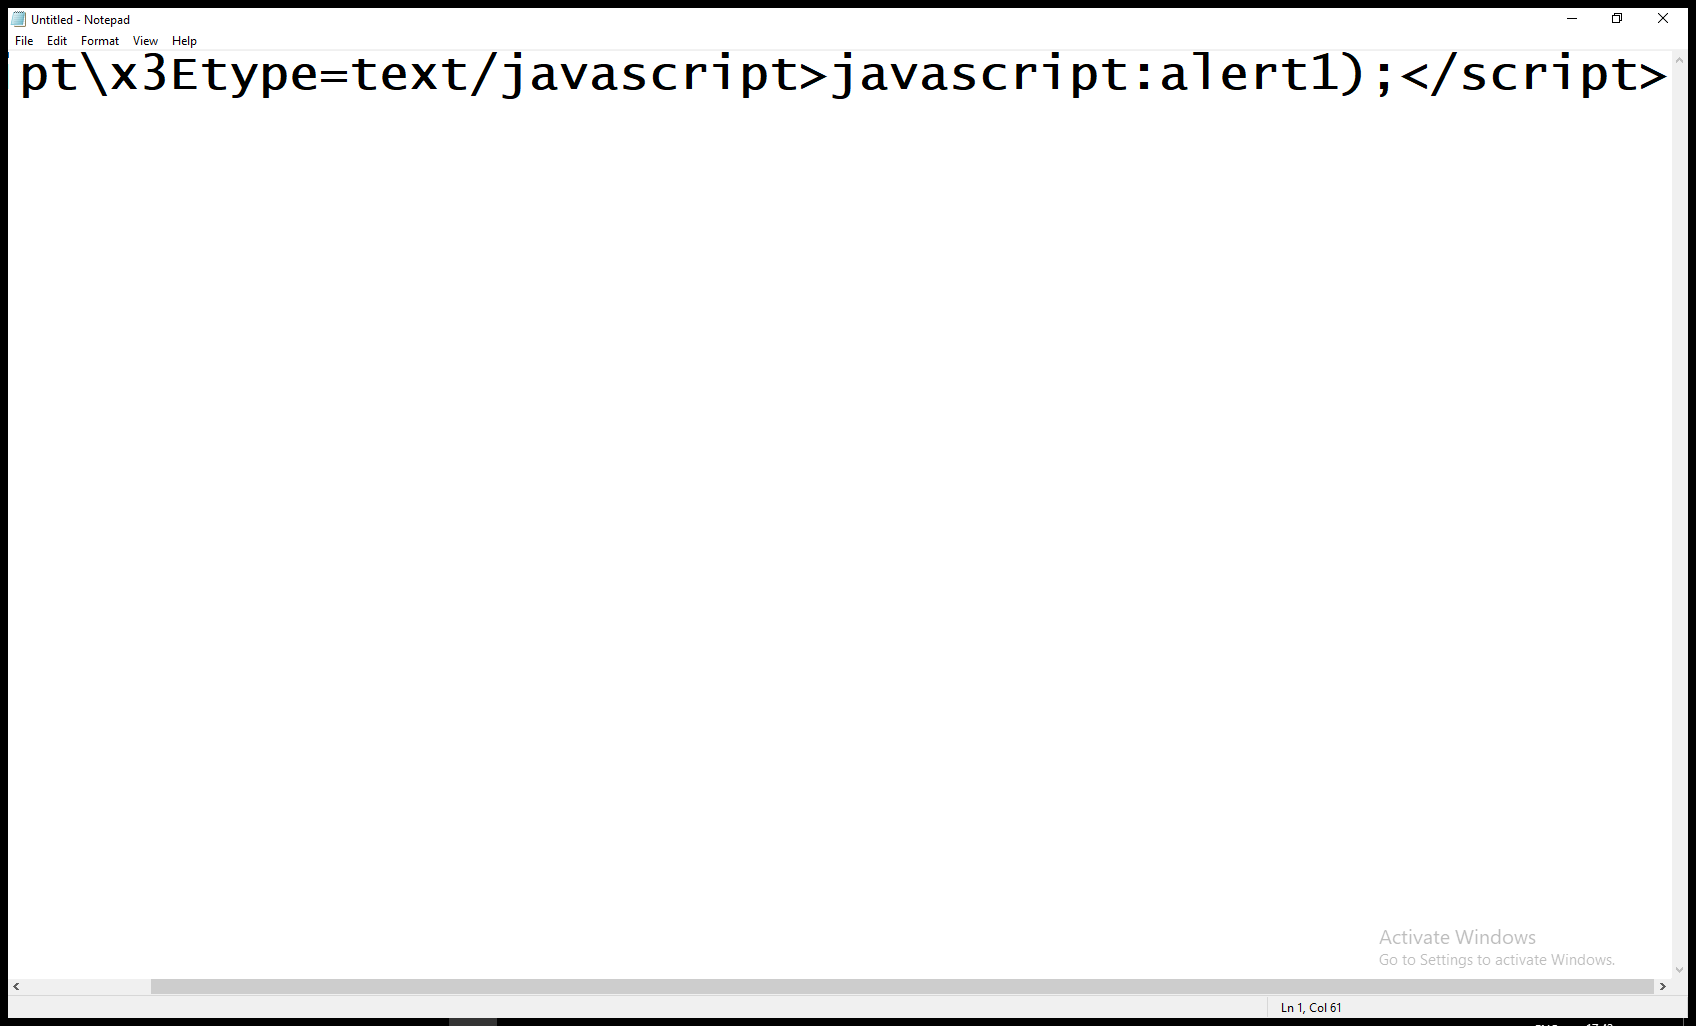 Untitled - Notepad
File Edit Format View Help
pt\x3Etype=text/javascript>javascript:alert1);</script>
Activate Windows
Go to Settings to activate Windows.
Ln 1, Col 61